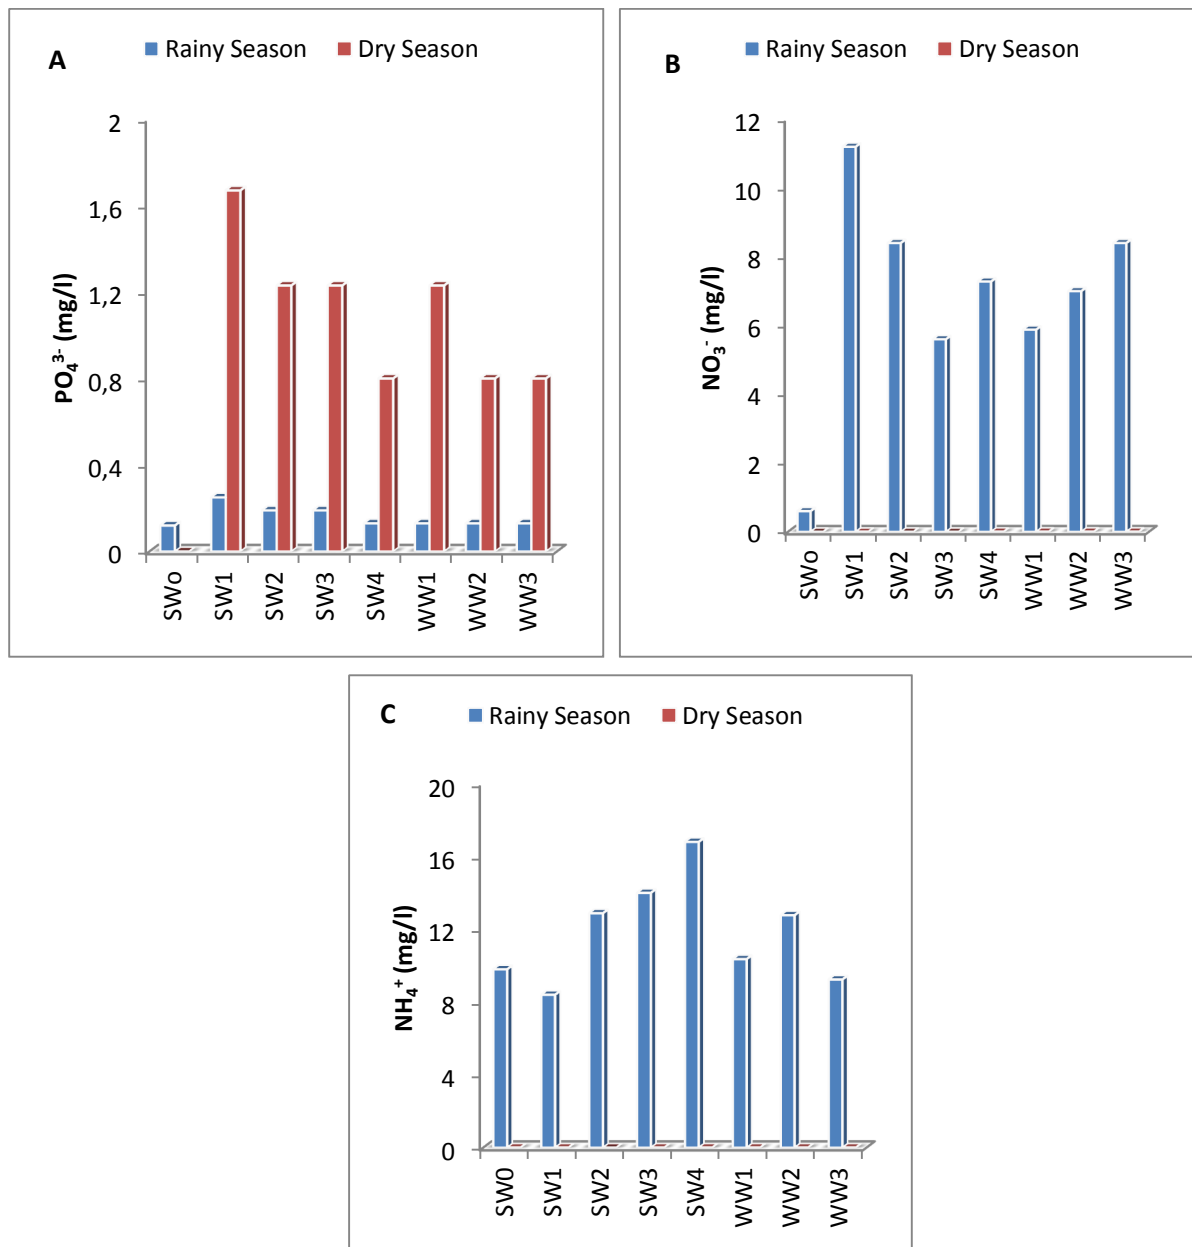 A
Rainy Season Dry Season
PO₄³⁻ (mg/l)
2
1,6
1,2
0,8
0,4
0
SWo SW1 SW2 SW3 SW4 WW1 WW2 WW3
B
Rainy Season Dry Season
NO₃⁻ (mg/l)
12
10
8
6
4
2
0
SWo SW1 SW2 SW3 SW4 WW1 WW2 WW3
C
Rainy Season Dry Season
NH₄⁺ (mg/l)
20
16
12
8
4
0
SW0 SW1 SW2 SW3 SW4 WW1 WW2 WW3